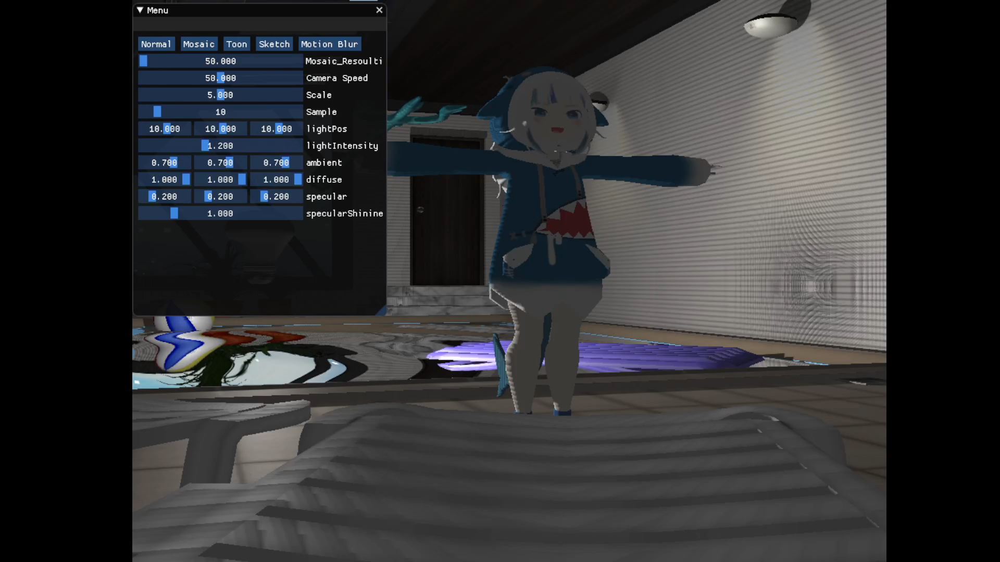 Menu
Normal Mosaic Toon Sketch Motion Blur
50.000 Mosaic_Resoulti
50.000 Camera Speed
5.000 Scale
10 Sample
10.000 10.000 10.000 lightPos
1.200 lightIntensity
0.700 0.700 0.700 ambient
1.000 1.000 1.000 diffuse
0.200 0.200 0.200 specular
1.000 specularShinine